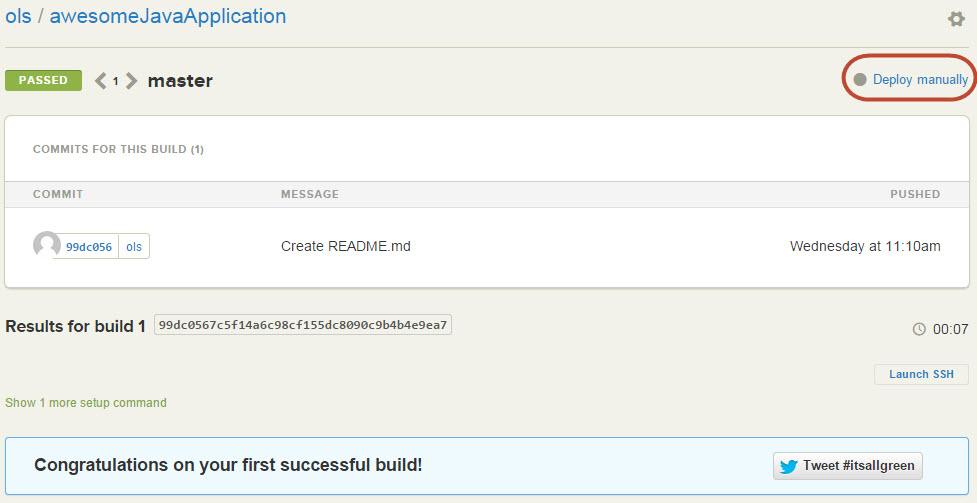 ols / awesomeJavaApplication
PASSED 1 master Deploy manually
COMMITS FOR THIS BUILD (1)
COMMIT MESSAGE PUSHED
99dc056 ols Create README.md Wednesday at 11:10am
Results for build 1 99dc0567c5f14a6c98cf155dc8090c9b4b4e9ea7 00:07
Launch SSH
Show 1 more setup command
Congratulations on your first successful build! Tweet #itsallgreen